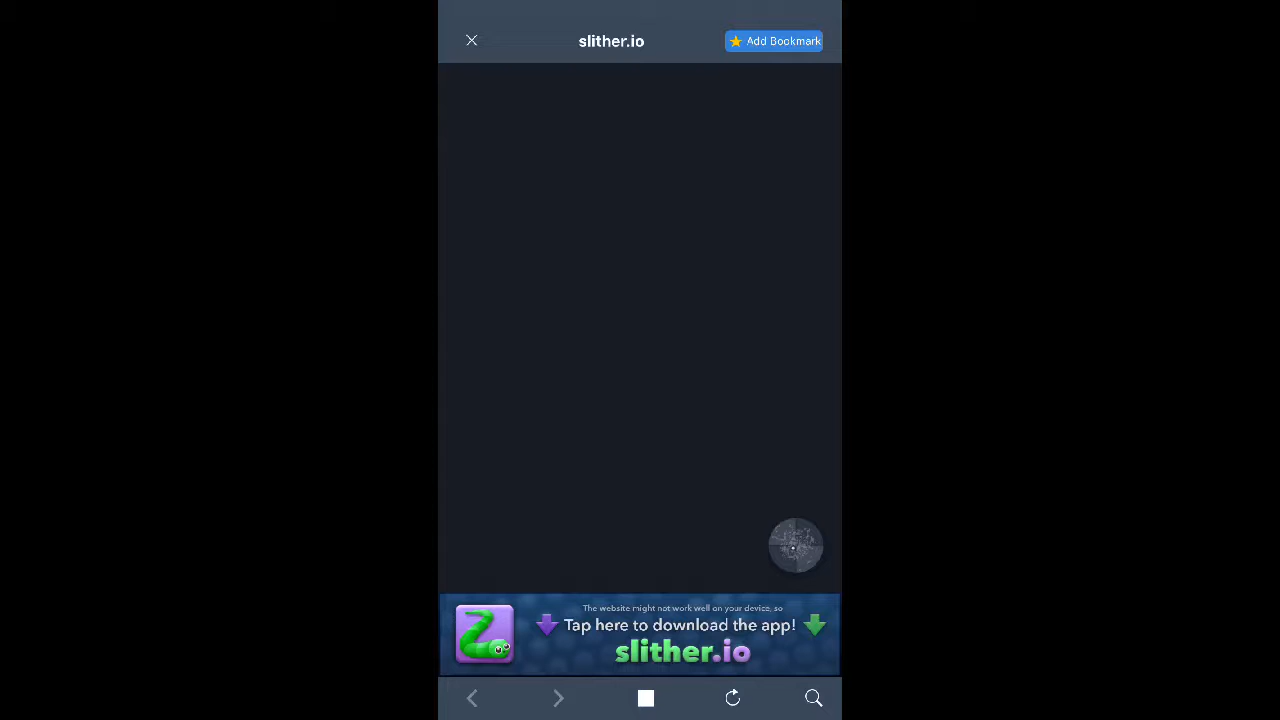 slither.io
Add Bookmark
The website might not work well on your device, so
Tap here to download the app!
slither.io